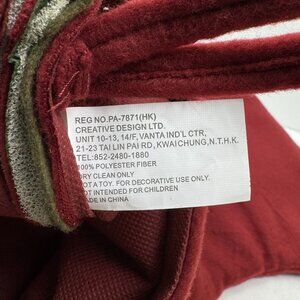 REG NO.PA-7871(HK)
CREATIVE DESIGN LTD.
UNIT 10-13, 14/F, VANTA IND'L CTR,
21-23 TAI LIN PAI RD., KWAICHUNG, N.T.H.K.
TEL:852-2480-1880
100% POLYESTER FIBER
DRY CLEAN ONLY
NOT A TOY. FOR DECORATIVE USE ONLY.
NOT INTENDED FOR CHILDREN
MADE IN CHINA